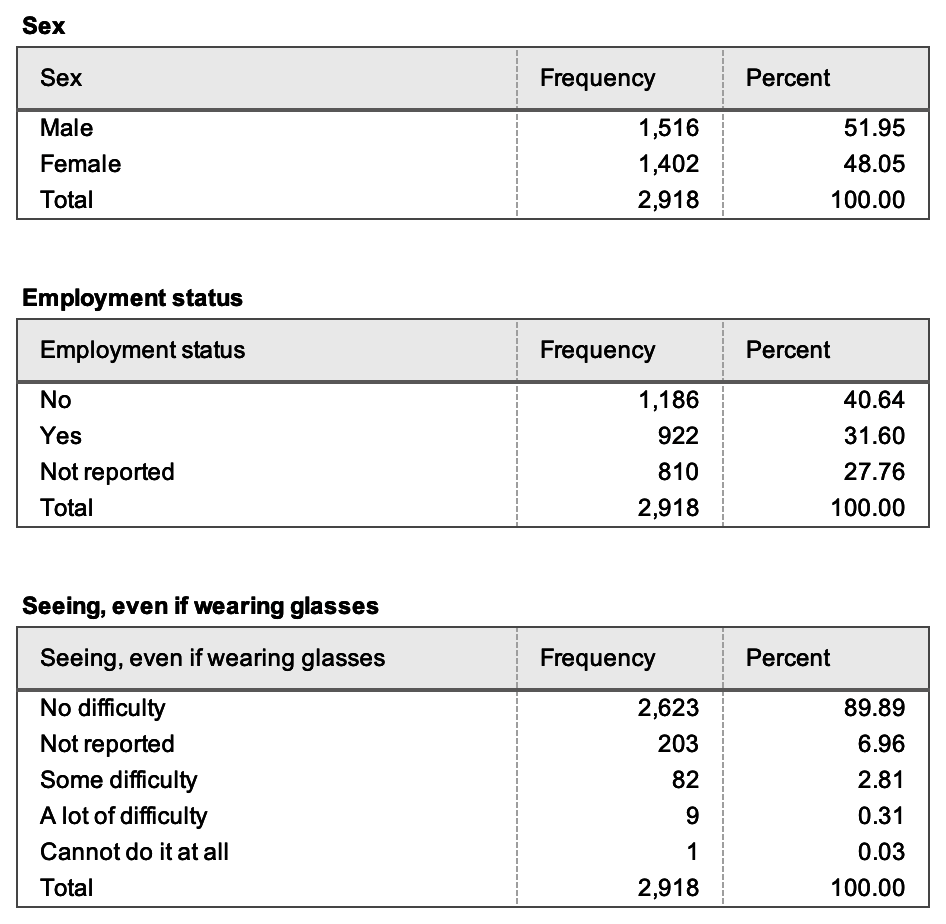 Sex
Sex Frequency Percent
Male 1,516 51.95
Female 1,402 48.05
Total 2,918 100.00
Employment status
Employment status Frequency Percent
No 1,186 40.64
Yes 922 31.60
Not reported 810 27.76
Total 2,918 100.00
Seeing, even if wearing glasses
Seeing, even if wearing glasses Frequency Percent
No difficulty 2,623 89.89
Not reported 203 6.96
Some difficulty 82 2.81
A lot of difficulty 9 0.31
Cannot do it at all 1 0.03
Total 2,918 100.00